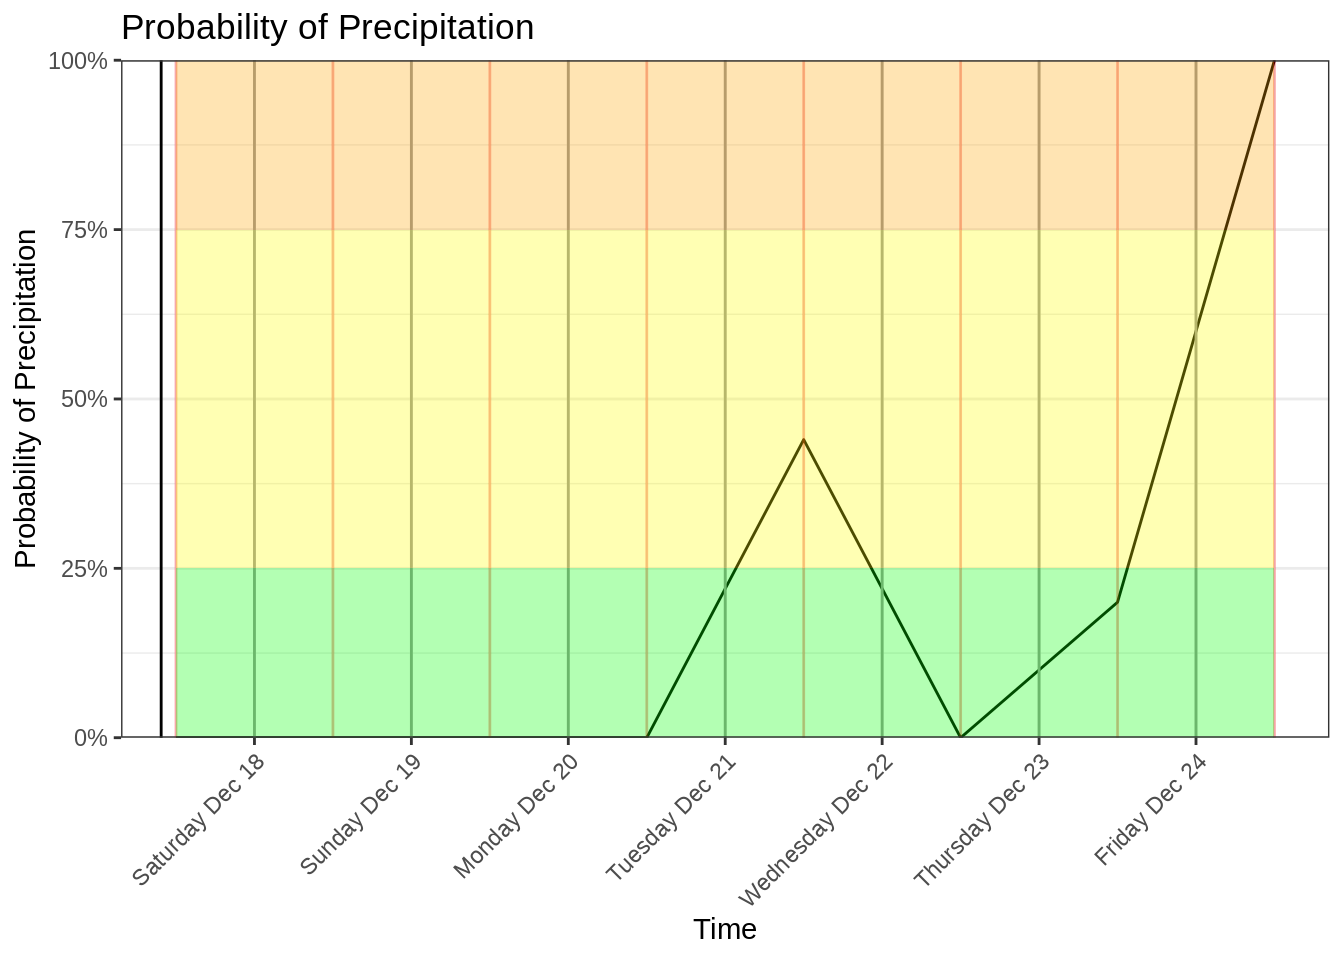 Probability of Precipitation
Probability of Precipitation
100%
75%
50%
25%
0%
Saturday Dec 18
Sunday Dec 19
Monday Dec 20
Tuesday Dec 21
Wednesday Dec 22
Thursday Dec 23
Friday Dec 24
Time